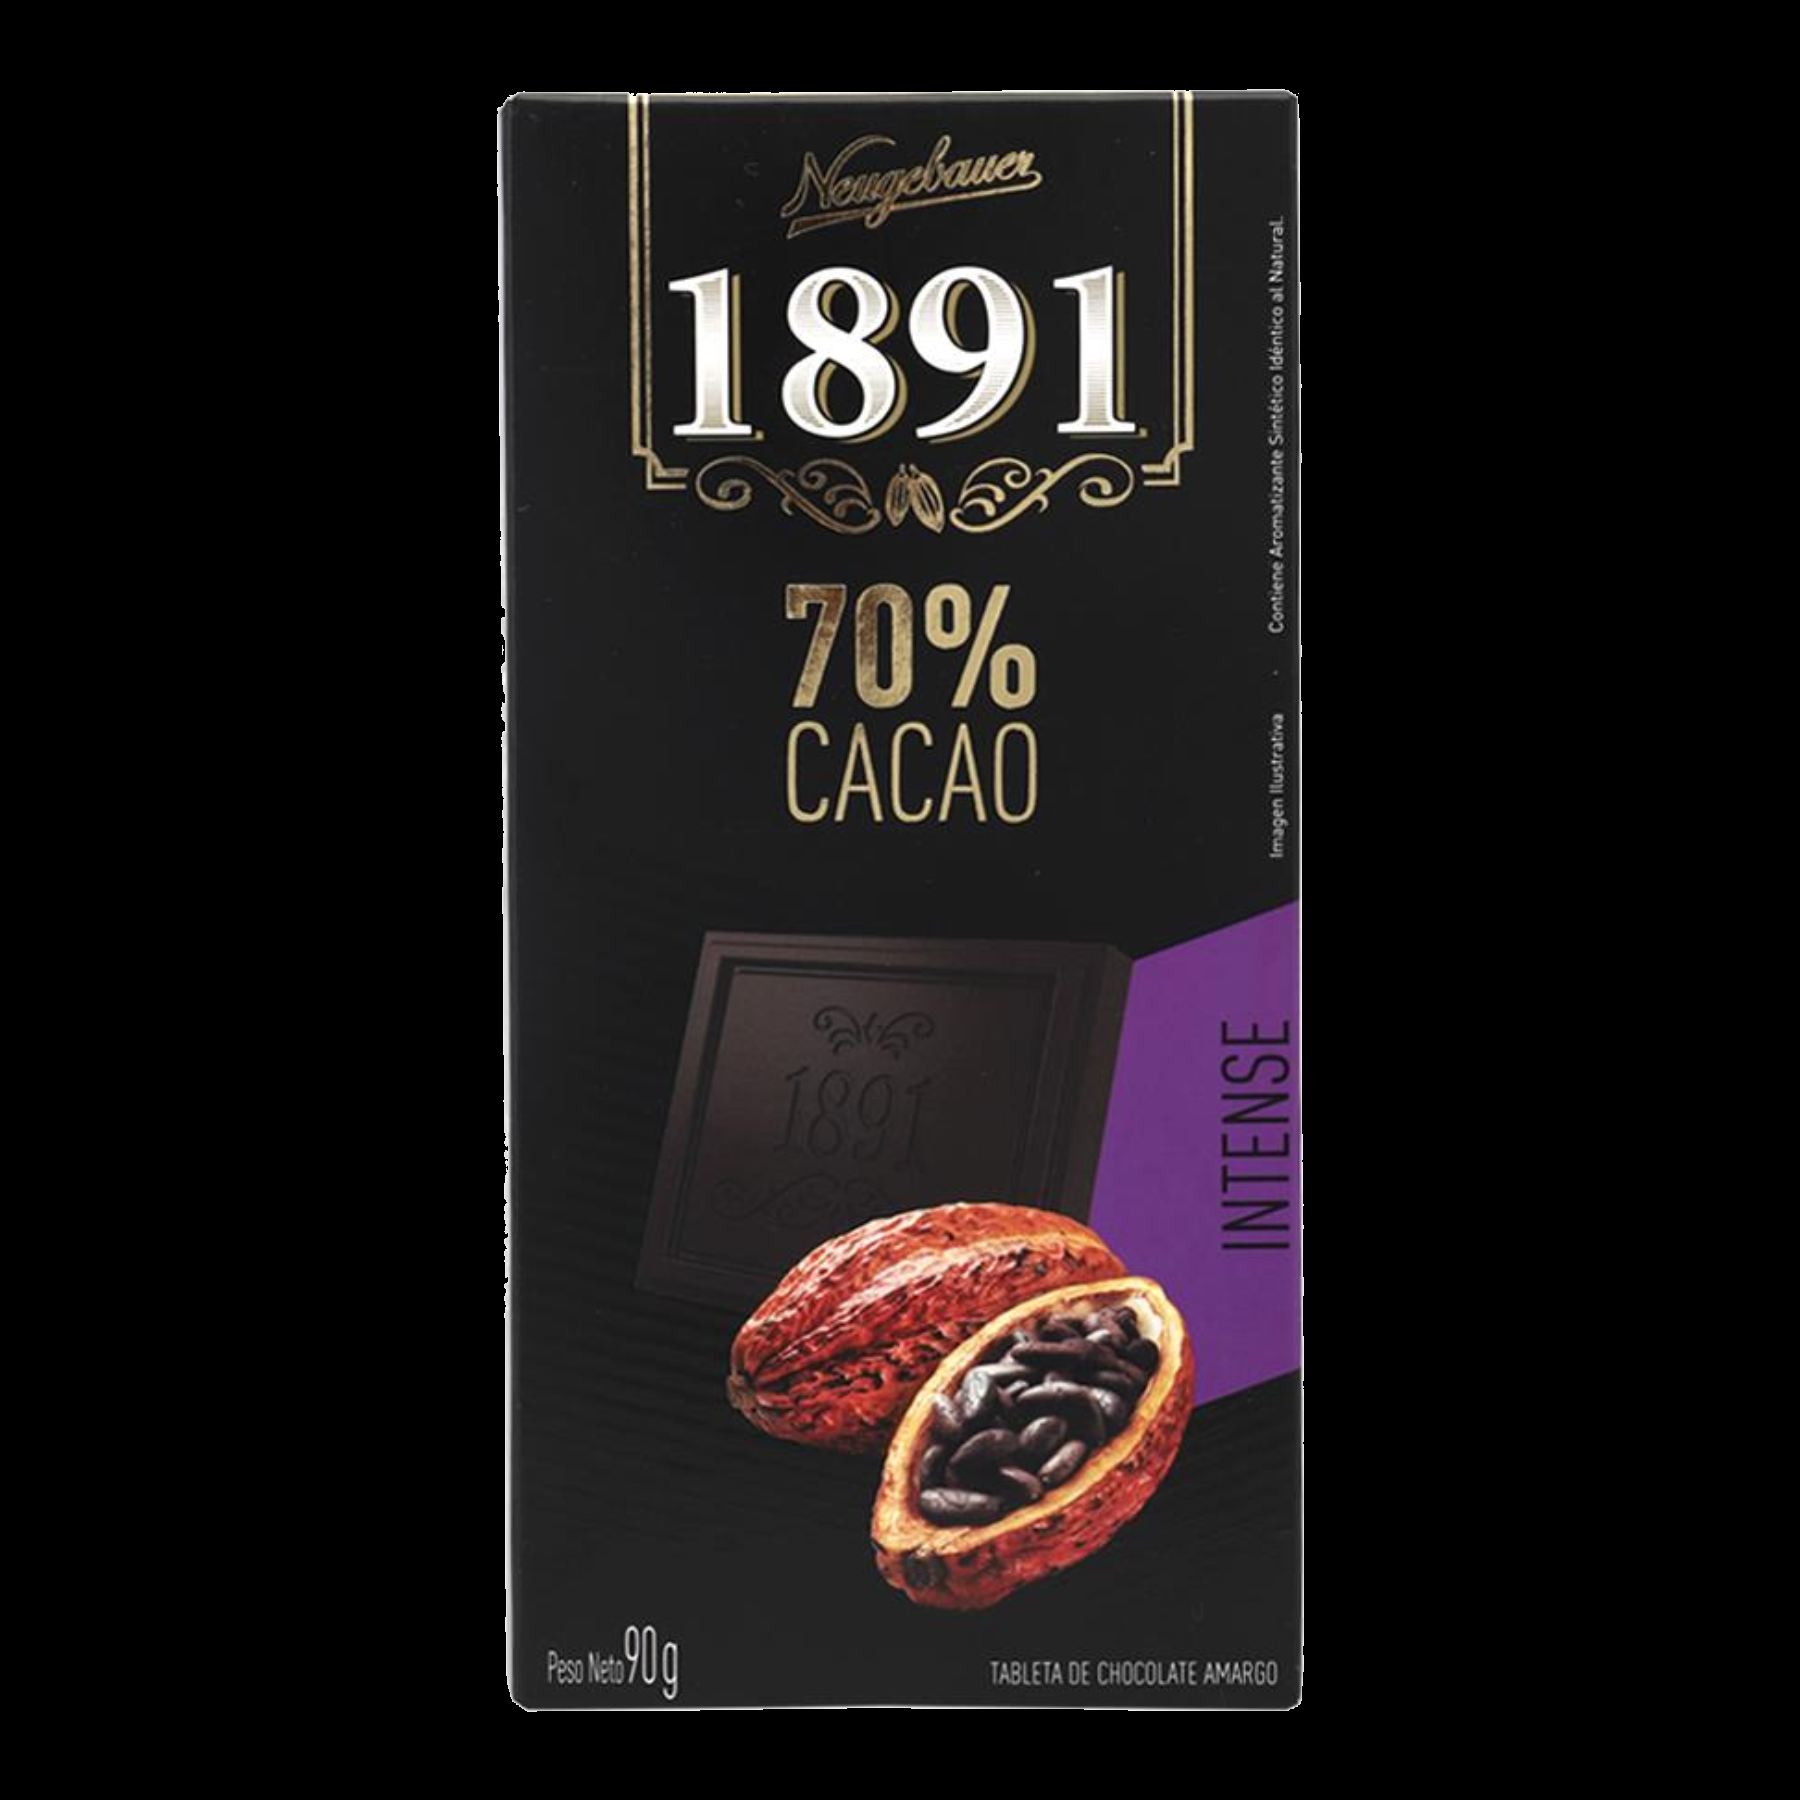 Neugebauer
1891
70%
CACAO
Imagen Ilustrativa . Contiene Aromatizante Sintético Idéntico al Natural.
1891
INTENSE
Peso Neto 90 g
TABLETA DE CHOCOLATE AMARGO